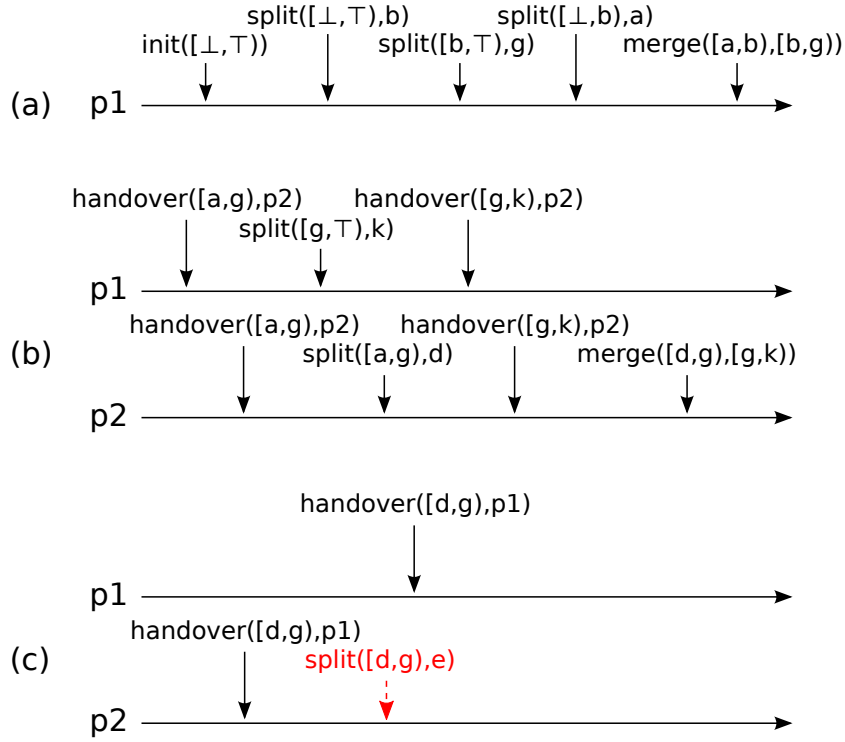 split([⊥,⊤),b) split([⊥,b),a)
init([⊥,⊤)) split([b,⊤),g) merge([a,b),[b,g))
(a) p1
handover([a,g),p2) handover([g,k),p2)
split([g,⊤),k)
p1
handover([a,g),p2) handover([g,k),p2)
(b) split([a,g),d) merge([d,g),[g,k))
p2
handover([d,g),p1)
p1
handover([d,g),p1)
(c) split([d,g),e)
p2